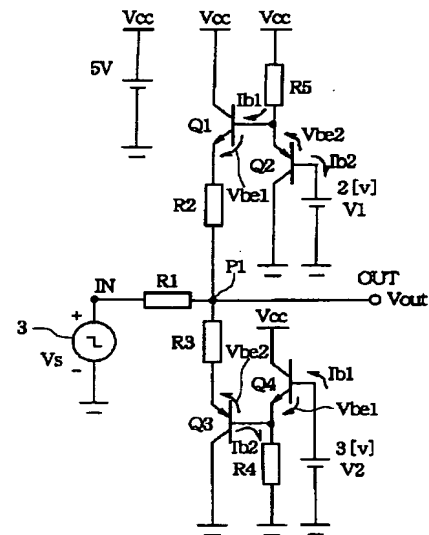 Vcc Vcc Vcc
5V
R5
Ib1
Q1
Vbe2
Q2
Ib2
Vbe1
2[v]
V1
R2
P1
OUT
IN
R1
Vout
3
+
Vs
-
R3
Vcc
Vbe2
Q4
Ib1
Vbe1
Q3
Ib2
R4
3[v]
V2